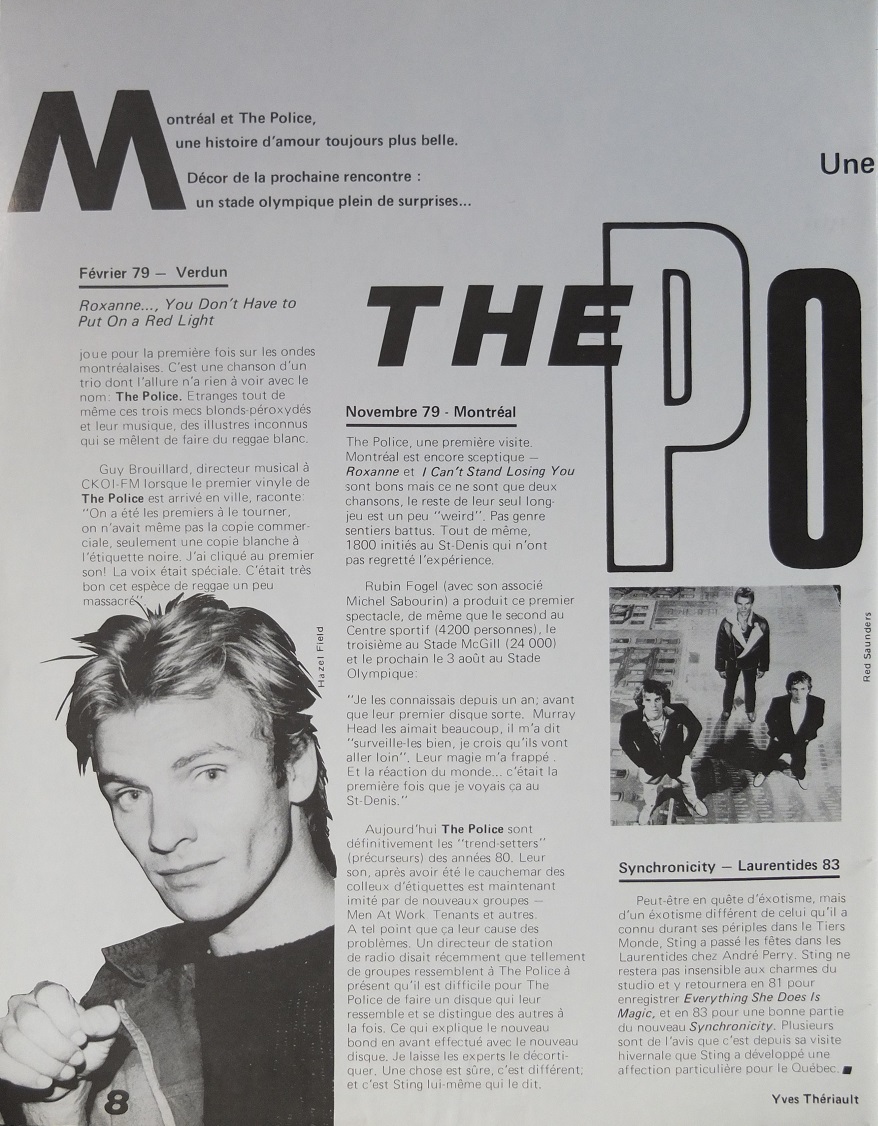 Montréal et The Police,
une histoire d'amour toujours plus belle.
Décor de la prochaine rencontre :
un stade olympique plein de surprises...
Une
THE PO
Février 79 — Verdun
Roxanne..., You Don't Have to
Put On a Red Light
joue pour la première fois sur les ondes
montréalaises. C'est une chanson d'un
trio dont l'allure n'a rien à voir avec le
nom: The Police. Etranges tout de
même ces trois mecs blonds-péroxydés
et leur musique, des illustres inconnus
qui se mêlent de faire du reggae blanc.
Guy Brouillard, directeur musical à
CKOI-FM lorsque le premier vinyle de
The Police est arrivé en ville, raconte:
"On a été les premiers à le tourner,
on n'avait même pas la copie commer-
ciale, seulement une copie blanche à
l'étiquette noire. J'ai cliqué au premier
son! La voix était spéciale. C'était très
bon cet espèce de reggae un peu
massacré".
Hazel Field
8
Novembre 79 - Montréal
The Police, une première visite.
Montréal est encore sceptique —
Roxanne et I Can't Stand Losing You
sont bons mais ce ne sont que deux
chansons, le reste de leur seul long-
jeu est un peu "weird". Pas genre
sentiers battus. Tout de même,
1800 initiés au St-Denis qui n'ont
pas regretté l'expérience.
Rubin Fogel (avec son associé
Michel Sabourin) a produit ce premier
spectacle, de même que le second au
Centre sportif (4200 personnes), le
troisième au Stade McGill (24 000)
et le prochain le 3 août au Stade
Olympique:
"Je les connaissais depuis un an; avant
que leur premier disque sorte. Murray
Head les aimait beaucoup, il m'a dit
"surveille-les bien, je crois qu'ils vont
aller loin". Leur magie m'a frappé .
Et la réaction du monde... c'était la
première fois que je voyais ça au
St-Denis."
Aujourd'hui The Police sont
définitivement les "trend-setters"
(précurseurs) des années 80. Leur
son, après avoir été le cauchemar des
colleux d'étiquettes est maintenant
imité par de nouveaux groupes —
Men At Work Tenants et autres.
A tel point que ça leur cause des
problèmes. Un directeur de station
de radio disait récemment que tellement
de groupes ressemblent à The Police à
présent qu'il est difficile pour The
Police de faire un disque qui leur
ressemble et se distingue des autres à
la fois. Ce qui explique le nouveau
bond en avant effectué avec le nouveau
disque. Je laisse les experts le décorti-
quer. Une chose est sûre, c'est différent;
et c'est Sting lui-même qui le dit.
Red Saunders
Synchronicity — Laurentides 83
Peut-être en quête d'éxotisme, mais
d'un éxotisme différent de celui qu'il a
connu durant ses périples dans le Tiers
Monde, Sting a passé les fêtes dans les
Laurentides chez André Perry. Sting ne
restera pas insensible aux charmes du
studio et y retournera en 81 pour
enregistrer Everything She Does Is
Magic, et en 83 pour une bonne partie
du nouveau Synchronicity. Plusieurs
sont de l'avis que c'est depuis sa visite
hivernale que Sting a développé une
affection particulière pour le Québec. ■
Yves Thériault